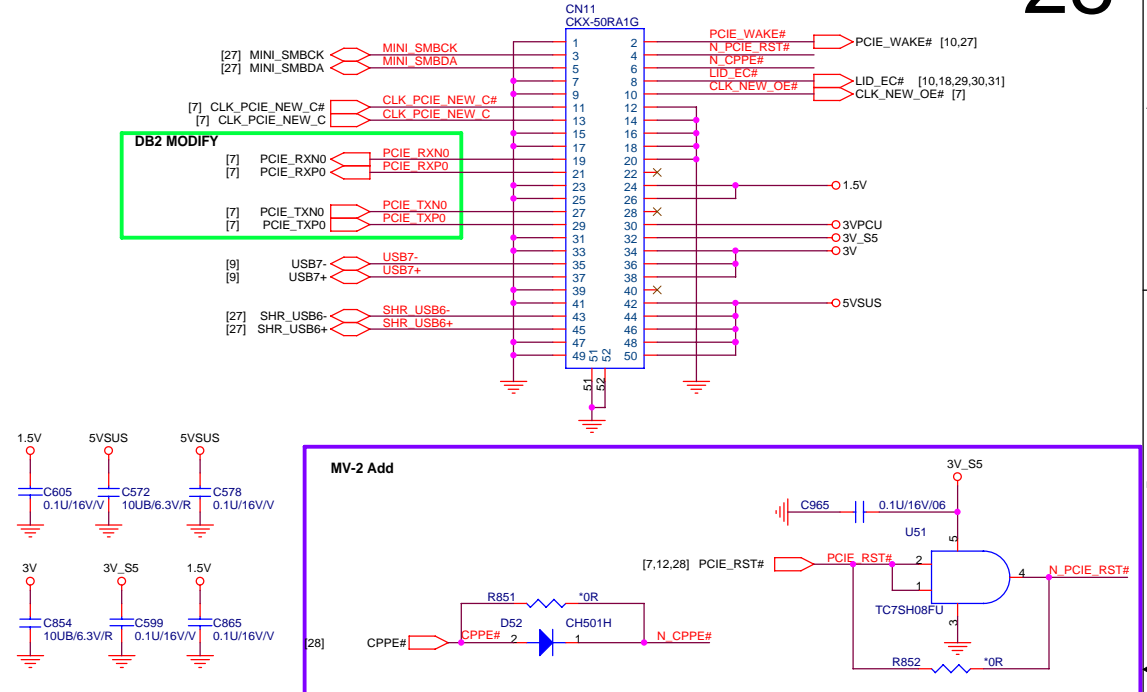 CN11
CKX-50RA1G
[27] MINI_SMBCK MINI_SMBCK 1 2 PCIE_WAKE# PCIE_WAKE# [10,27]
[27] MINI_SMBDA MINI_SMBDA 3 4 N_PCIE_RST#
5 6 N_CPPE#
7 8 LID_EC# LID_EC# [10,18,29,30,31]
9 10 CLK_NEW_OE# CLK_NEW_OE# [7]
[7] CLK_PCIE_NEW_C# CLK_PCIE_NEW_C# 11 12
[7] CLK_PCIE_NEW_C CLK_PCIE_NEW_C 13 14
DB2 MODIFY 15 16
17 18
[7] PCIE_RXN0 PCIE_RXN0 19 20
[7] PCIE_RXP0 PCIE_RXP0 21 22
23 24 1.5V
25 26
[7] PCIE_TXN0 PCIE_TXN0 27 28
[7] PCIE_TXP0 PCIE_TXP0 29 30 3VPCU
31 32 3V_S5
33 34 3V
[9] USB7- USB7- 35 36
[9] USB7+ USB7+ 37 38
39 40
41 42 5VSUS
[27] SHR_USB6- SHR_USB6- 43 44
[27] SHR_USB6+ SHR_USB6+ 45 46
47 48
49 50
51 52
51 52
1.5V 5VSUS 5VSUS
C605 C572 C578
0.1U/16V/V 10UB/6.3V/R 0.1U/16V/V
3V 3V_S5 1.5V
C854 C599 C865
10UB/6.3V/R 0.1U/16V/V 0.1U/16V/V
MV-2 Add
3V_S5
C965 0.1U/16V/06
U51
5
[7,12,28] PCIE_RST# PCIE_RST# 2
1
4 N_PCIE_RST#
TC7SH08FU
3
R852 *0R
R851 *0R
D52 CH501H
[28] CPPE# CPPE# 2 1 N_CPPE#